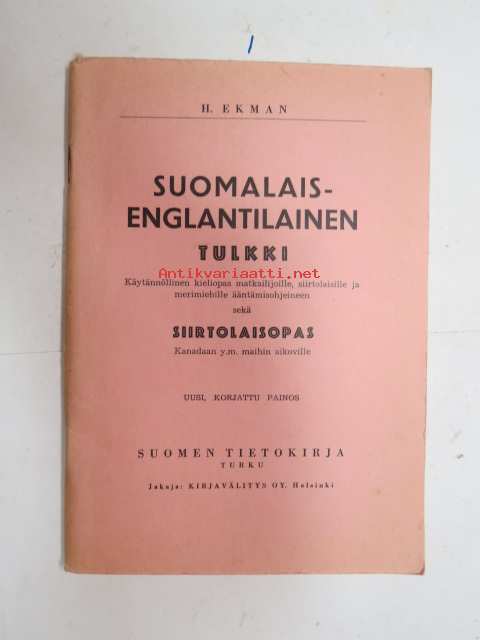 1
H. EKMAN
SUOMALAIS-
ENGLANTILAINEN
TULKKI
Antikvariaatti.net
Käytännöllinen kieliopas matkailijoille, siirtolaisille ja
merimiehille ääntämisohjeineen
sekä
SIIRTOLAISOPAS
Kanadaan y.m. maihin aikoville
UUSI, KORJATTU PAINOS
SUOMEN TIETOKIRJA
TURKU
Jakaja: KIRJAVÄLITYS OY. Helsinki